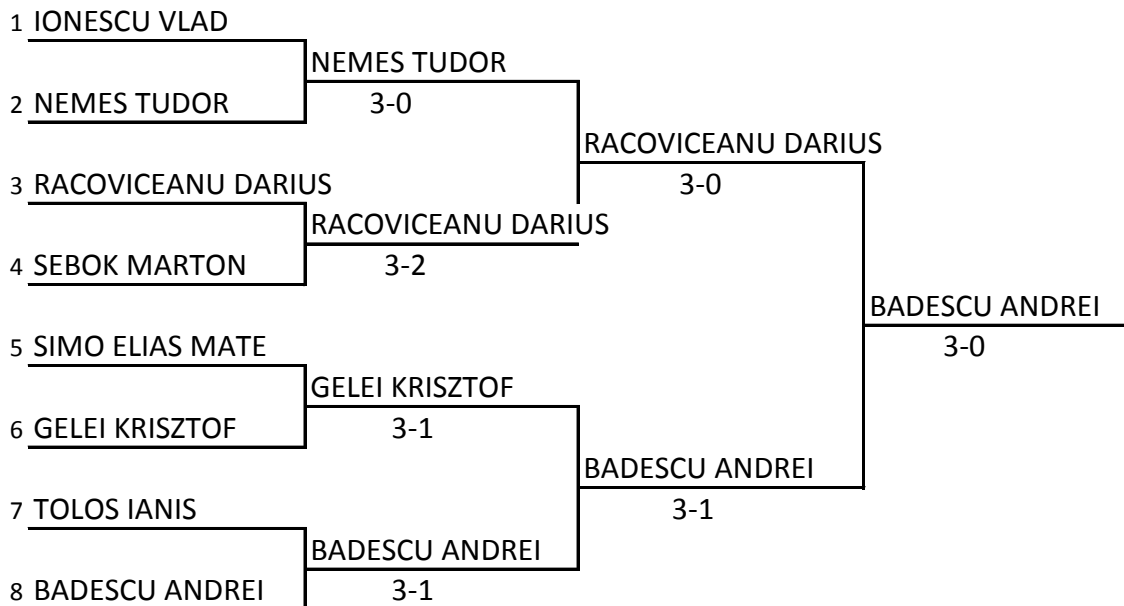 1 IONESCU VLAD
NEMES TUDOR
2 NEMES TUDOR
3-0
RACOVICEANU DARIUS
3 RACOVICEANU DARIUS
3-0
RACOVICEANU DARIUS
4 SEBOK MARTON
3-2
BADESCU ANDREI
5 SIMO ELIAS MATE
3-0
GELEI KRISZTOF
6 GELEI KRISZTOF
3-1
BADESCU ANDREI
7 TOLOS IANIS
3-1
BADESCU ANDREI
8 BADESCU ANDREI
3-1